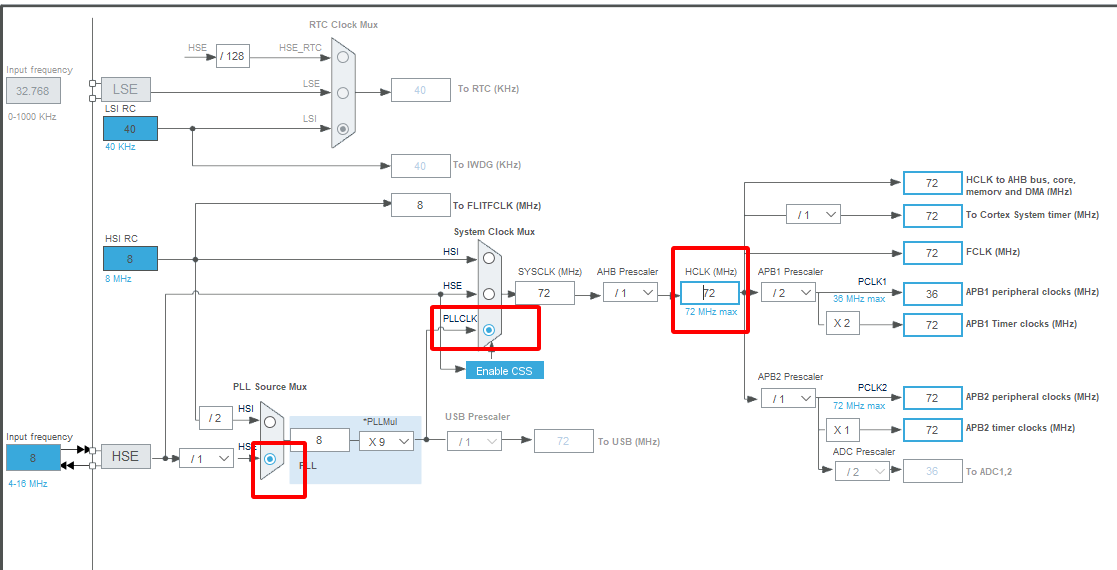 RTC Clock Mux
HSE
/ 128
HSE_RTC
Input frequency
32.768
0-1000 KHz
LSE
LSE
40
To RTC (KHz)
LSI RC
40
40 KHz
LSI
40
To IWDG (KHz)
8
To FLITFCLK (MHz)
System Clock Mux
HSI RC
8
8 MHz
HSI
HSE
PLLCLK
SYSCLK (MHz)
72
AHB Prescaler
/ 1
HCLK (MHz)
72
72 MHz max
Enable CSS
72
HCLK to AHB bus, core,
memory and DMA (MHz)
/ 1
72
To Cortex System timer (MHz)
72
FCLK (MHz)
APB1 Prescaler
/ 2
PCLK1
36 MHz max
36
APB1 peripheral clocks (MHz)
X 2
72
APB1 Timer clocks (MHz)
APB2 Prescaler
/ 1
PCLK2
72 MHz max
72
APB2 peripheral clocks (MHz)
X 1
72
APB2 timer clocks (MHz)
ADC Prescaler
/ 2
36
To ADC1,2
PLL Source Mux
/ 2
HSI
Input frequency
8
4-16 MHz
HSE
/ 1
HSE
8
*PLLMul
X 9
PLL
USB Prescaler
/ 1
72
To USB (MHz)